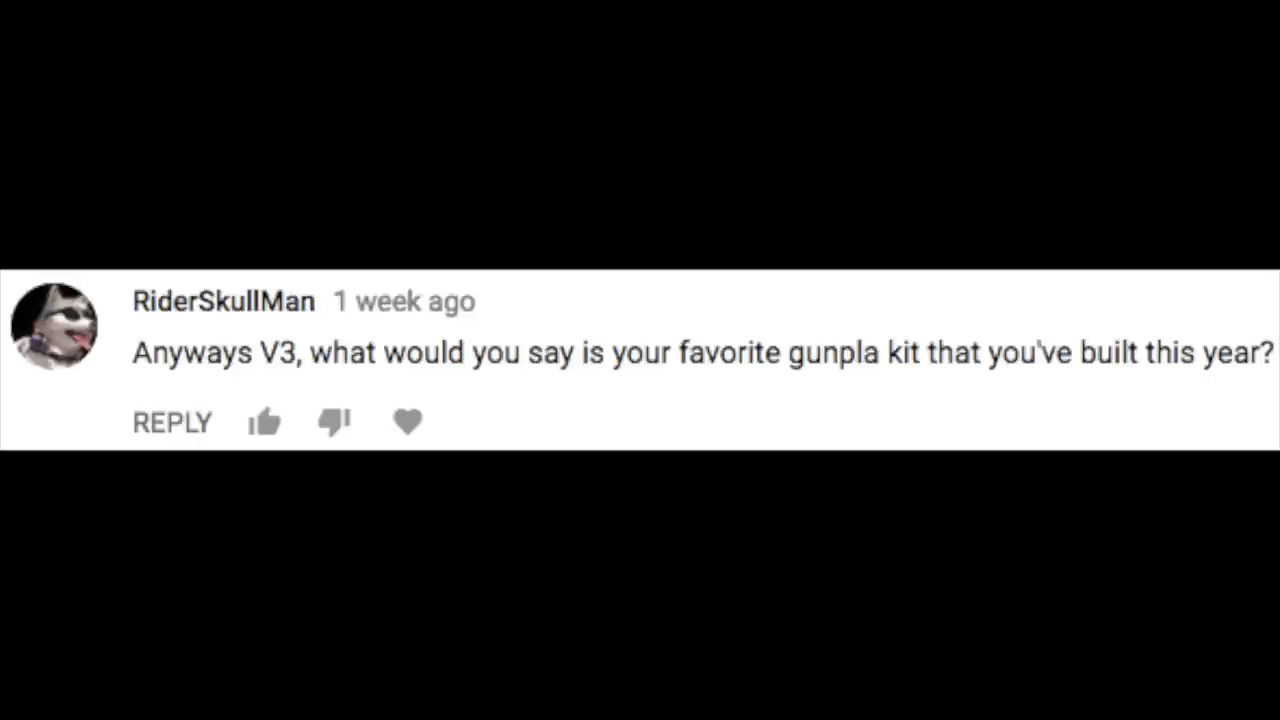 RiderSkullMan 1 week ago
Anyways V3, what would you say is your favorite gunpla kit that you've built this year?
REPLY